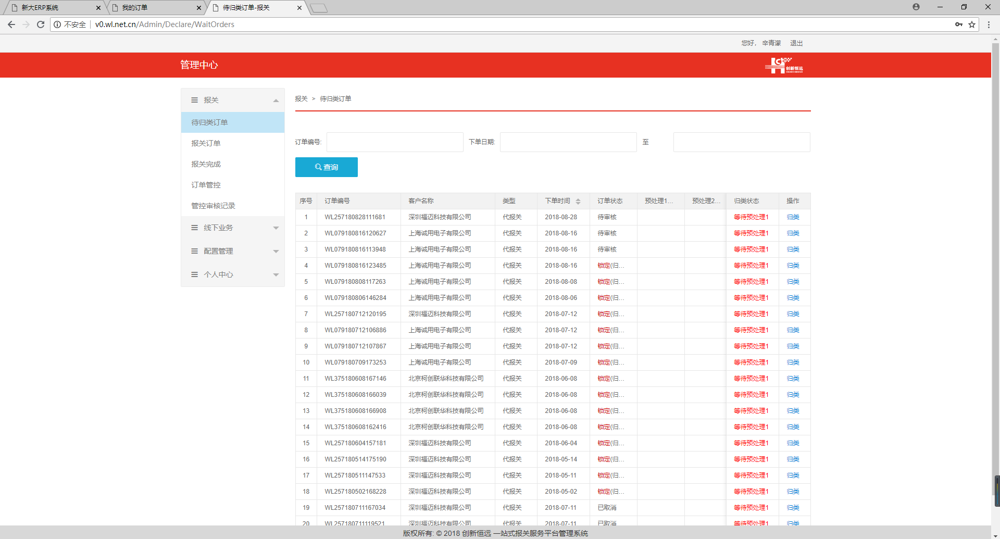 新大ERP系统 我的订单 待归类订单-报关
不安全 v0.wl.net.cn/Admin/Declare/WaitOrders
您好, 辛青濛 退出
管理中心 创新恒远
报关
待归类订单
报关订单
报关完成
订单管控
管控审核记录
线下业务
配置管理
个人中心
报关 > 待归类订单
订单编号: 下单日期: 至
查询
序号 订单编号 客户名称 类型 下单时间 订单状态 预处理1... 预处理2... 归类状态 操作
1 WL257180828111681 深圳福迈科技有限公司 代报关 2018-08-28 待审核 等待预处理1 归类
2 WL079180816120627 上海诚用电子有限公司 代报关 2018-08-16 待审核 等待预处理1 归类
3 WL079180816113948 上海诚用电子有限公司 代报关 2018-08-16 待审核 等待预处理1 归类
4 WL079180816123485 上海诚用电子有限公司 代报关 2018-08-16 锁定(归... 等待预处理1 归类
5 WL079180808117263 上海诚用电子有限公司 代报关 2018-08-08 锁定(归... 等待预处理1 归类
6 WL079180806146284 上海诚用电子有限公司 代报关 2018-08-06 锁定(归... 等待预处理1 归类
7 WL257180712120195 深圳福迈科技有限公司 代报关 2018-07-12 锁定(归... 等待预处理1 归类
8 WL079180712106886 上海诚用电子有限公司 代报关 2018-07-12 锁定(归... 等待预处理1 归类
9 WL079180712107867 上海诚用电子有限公司 代报关 2018-07-12 锁定(归... 等待预处理1 归类
10 WL079180709173253 上海诚用电子有限公司 代报关 2018-07-09 锁定(归... 等待预处理1 归类
11 WL375180608167146 北京柯创联华科技有限公司 代报关 2018-06-08 锁定(归... 等待预处理1 归类
12 WL375180608166039 北京柯创联华科技有限公司 代报关 2018-06-08 锁定(归... 等待预处理1 归类
13 WL375180608166908 北京柯创联华科技有限公司 代报关 2018-06-08 锁定(归... 等待预处理1 归类
14 WL375180608162416 北京柯创联华科技有限公司 代报关 2018-06-08 锁定(归... 等待预处理1 归类
15 WL257180604157181 深圳福迈科技有限公司 代报关 2018-06-04 锁定(归... 等待预处理1 归类
16 WL257180514175190 深圳福迈科技有限公司 代报关 2018-05-14 锁定(归... 等待预处理1 归类
17 WL257180511147533 深圳福迈科技有限公司 代报关 2018-05-11 锁定(归... 等待预处理1 归类
18 WL257180502168228 深圳福迈科技有限公司 代报关 2018-05-02 锁定(归... 等待预处理1 归类
19 WL257180711167034 深圳福迈科技有限公司 代报关 2018-07-11 已取消 等待预处理1 归类
20 WL257180711119521 深圳福迈科技有限公司 代报关 2018-07-11 已取消 等待预处理1 归类
版权所有: © 2018 创新恒远 一站式报关服务平台管理系统